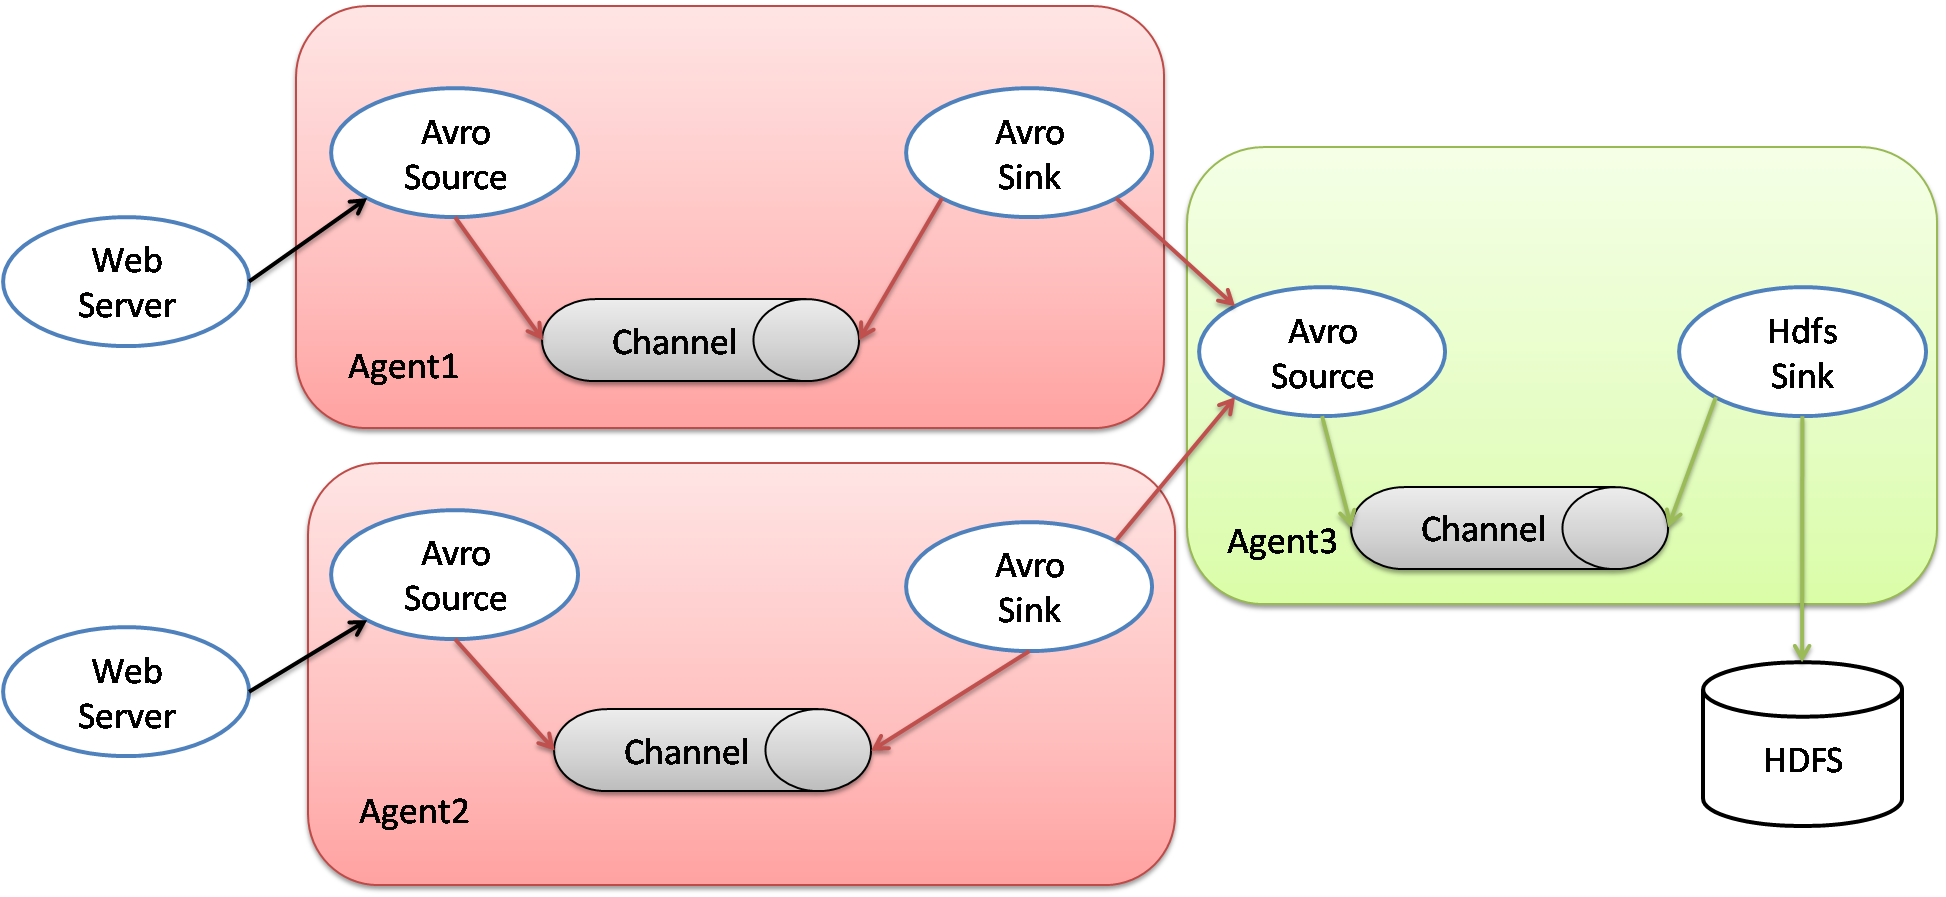 Web
Server
Avro
Source
Avro
Sink
Channel
Agent1
Web
Server
Avro
Source
Avro
Sink
Channel
Agent2
Avro
Source
Hdfs
Sink
Channel
Agent3
HDFS